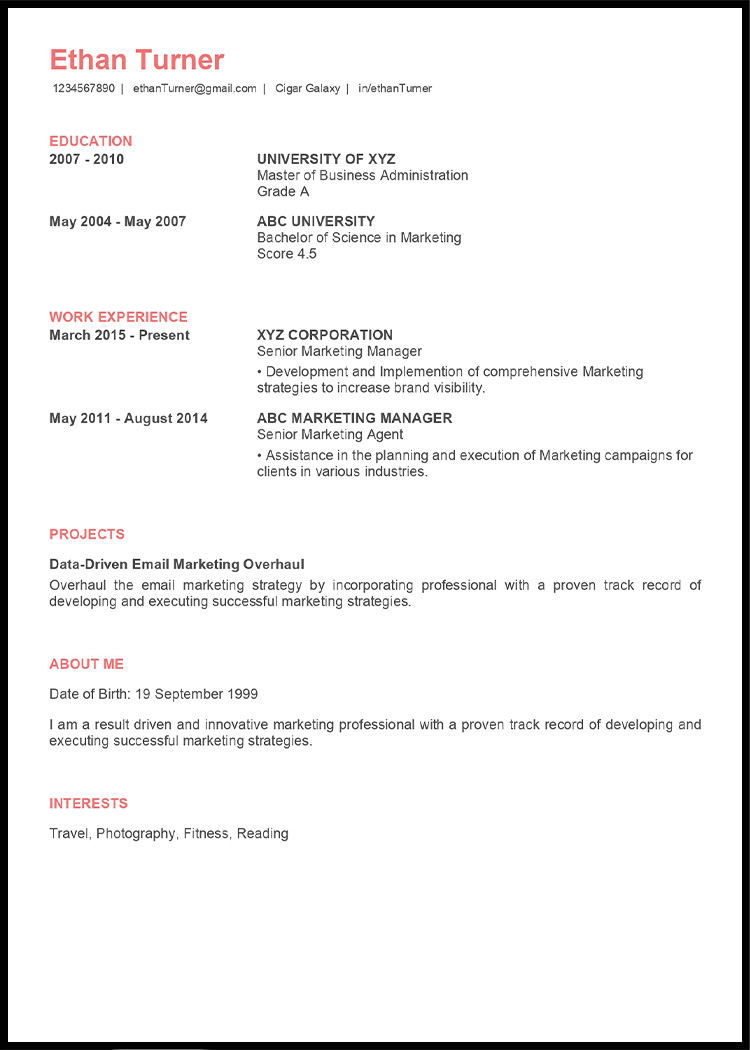 Ethan Turner
1234567890 | ethanTurner@gmail.com | Cigar Galaxy | in/ethanTurner
EDUCATION
2007 - 2010 UNIVERSITY OF XYZ
Master of Business Administration
Grade A
May 2004 - May 2007 ABC UNIVERSITY
Bachelor of Science in Marketing
Score 4.5
WORK EXPERIENCE
March 2015 - Present XYZ CORPORATION
Senior Marketing Manager
• Development and Implemention of comprehensive Marketing
strategies to increase brand visibility.
May 2011 - August 2014 ABC MARKETING MANAGER
Senior Marketing Agent
• Assistance in the planning and execution of Marketing campaigns for
clients in various industries.
PROJECTS
Data-Driven Email Marketing Overhaul
Overhaul the email marketing strategy by incorporating professional with a proven track record of
developing and executing successful marketing strategies.
ABOUT ME
Date of Birth: 19 September 1999
I am a result driven and innovative marketing professional with a proven track record of developing and
executing successful marketing strategies.
INTERESTS
Travel, Photography, Fitness, Reading